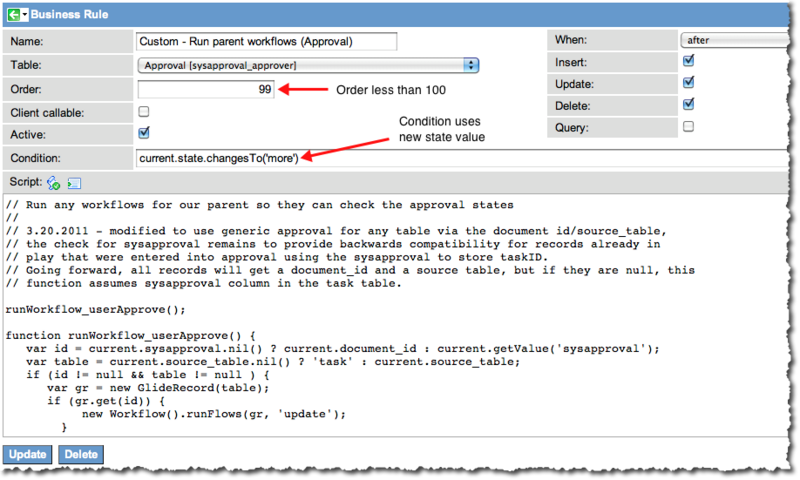 Business Rule
Name: Custom - Run parent workflows (Approval)
When: after
Table: Approval [sysapproval_approver]
Insert:
Order: 99
Order less than 100
Update:
Client callable:
Delete:
Condition uses
new state value
Active:
Query:
Condition: current.state.changesTo('more')
Script:
// Run any workflows for our parent so they can check the approval states
//
// 3.20.2011 - modified to use generic approval for any table via the document id/source_table,
// the check for sysapproval remains to provide backwards compatibility for records already in
// play that were entered into approval using the sysapproval to store taskID.
// Going forward, all records will get a document_id and a source table, but if they are null, this
// function assumes sysapproval column in the task table.
runWorkflow_userApprove();
function runWorkflow_userApprove() {
var id = current.sysapproval.nil() ? current.document_id : current.getValue('sysapproval');
var table = current.source_table.nil() ? 'task' : current.source_table;
if (id != null && table != null ) {
var gr = new GlideRecord(table);
if (gr.get(id)) {
new Workflow().runFlows(gr, 'update');
}
Update
Delete